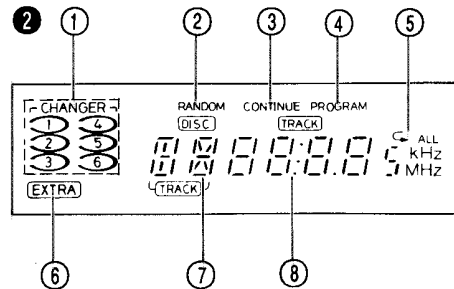 2 1 2 3 4 5
CHANGER RANDOM CONTINUE PROGRAM
1 4 DISC TRACK
2 5 ALL
3 6 kHz
EXTRA TRACK MHz
6 7 8